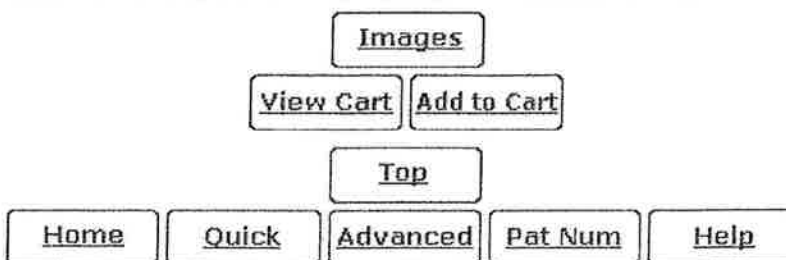 Images
View Cart Add to Cart
Top
Home Quick Advanced Pat Num Help